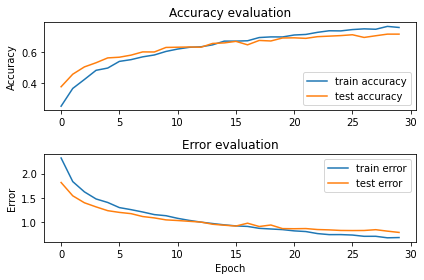 Accuracy evaluation
Accuracy
0.6
0.4
train accuracy
test accuracy
0 5 10 15 20 25 30
Error evaluation
Error
2.0
1.5
1.0
train error
test error
0 5 10 15 20 25 30
Epoch